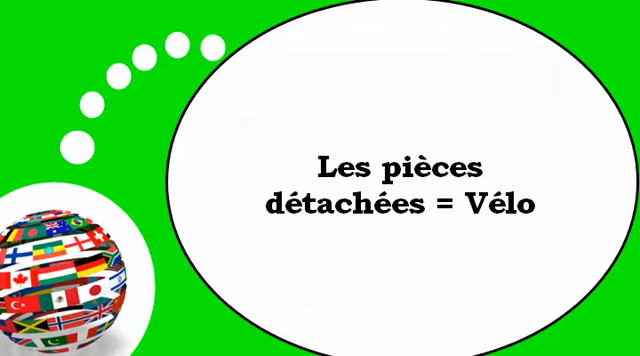 Les pièces
détachées = Vélo